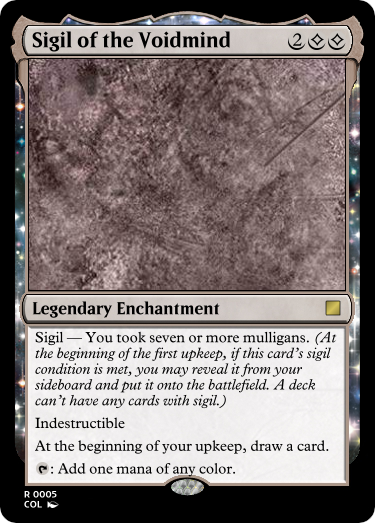 Sigil of the Voidmind 2
Legendary Enchantment
Sigil — You took seven or more mulligans. (At
the beginning of the first upkeep, if this card's sigil
condition is met, you may reveal it from your
sideboard and put it onto the battlefield. A deck
can't have any cards with sigil.)
Indestructible
At the beginning of your upkeep, draw a card.
: Add one mana of any color.
R 0005
COL